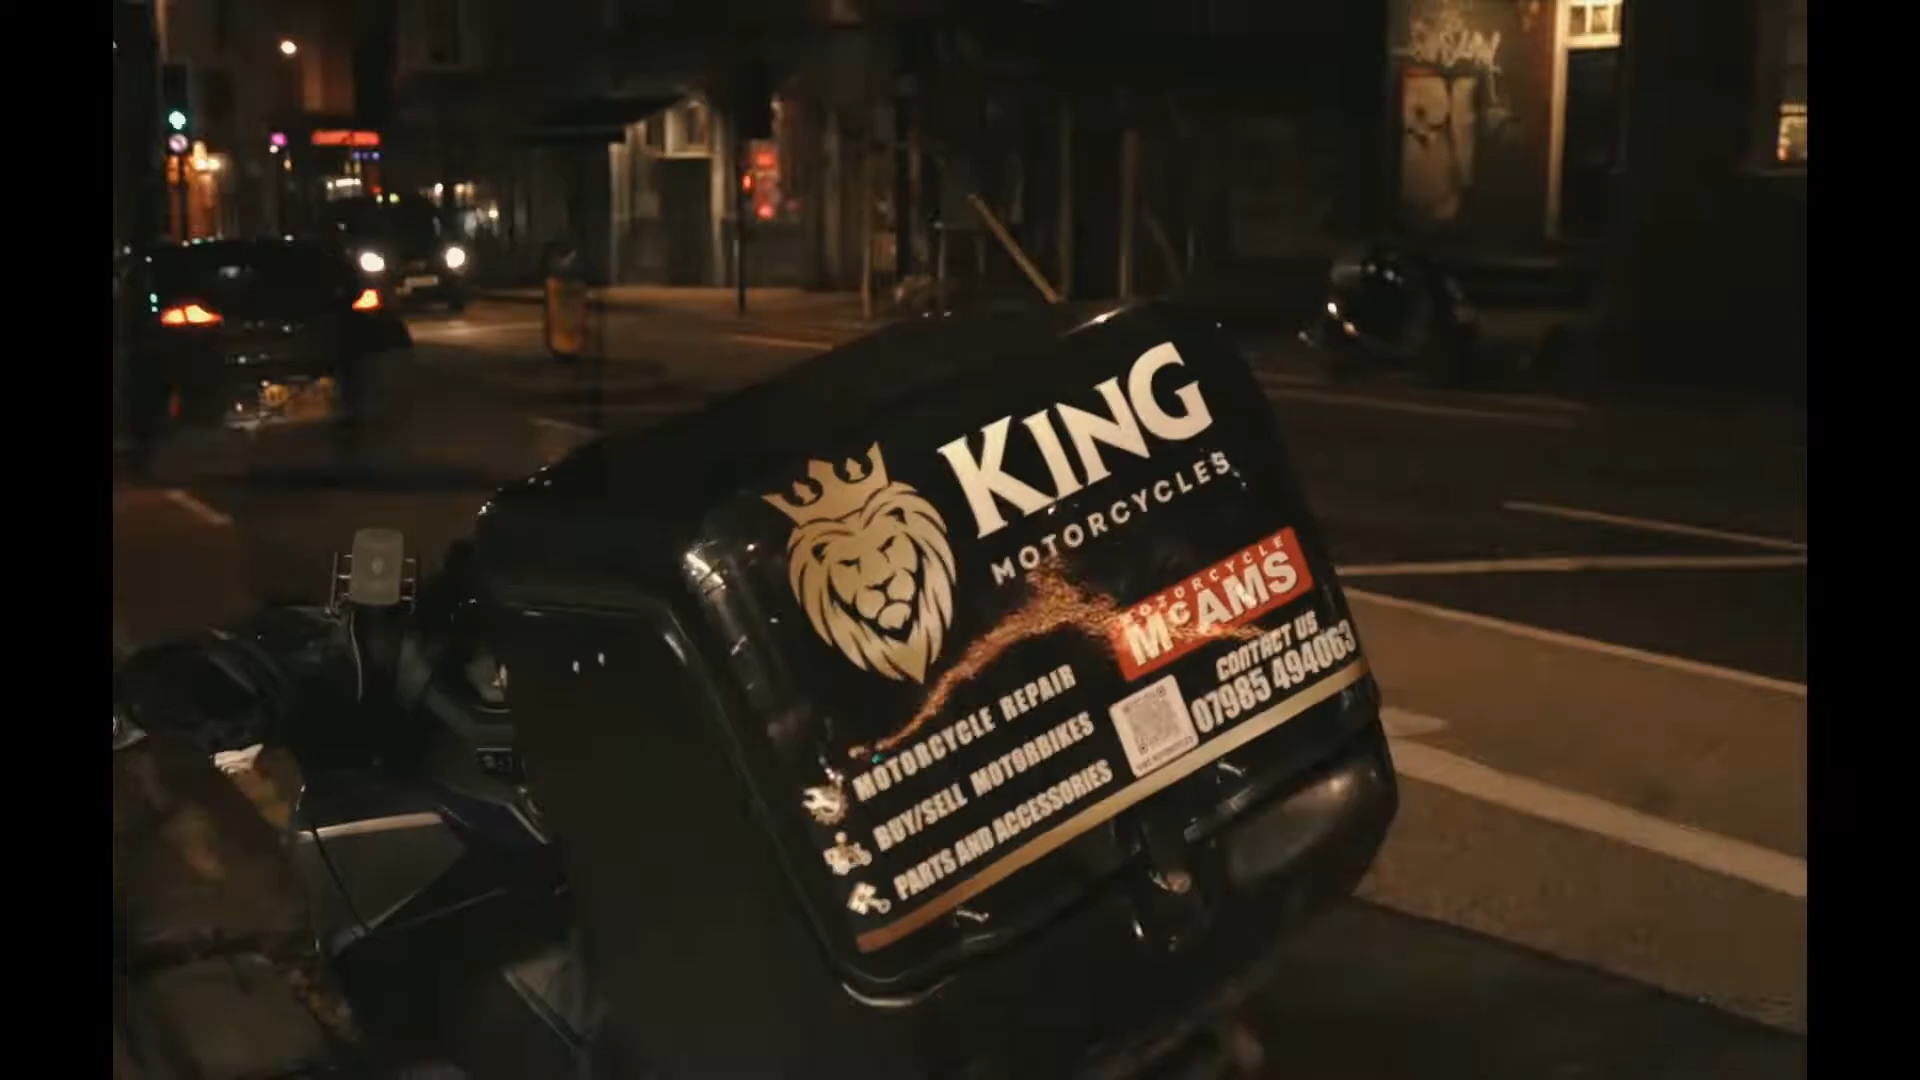 KING
MOTORCYCLES
MOTORCYCLE
McAMS
CONTACT US
07985 494063
MOTORCYCLE REPAIR
BUY/SELL MOTORBIKES
PARTS AND ACCESSORIES